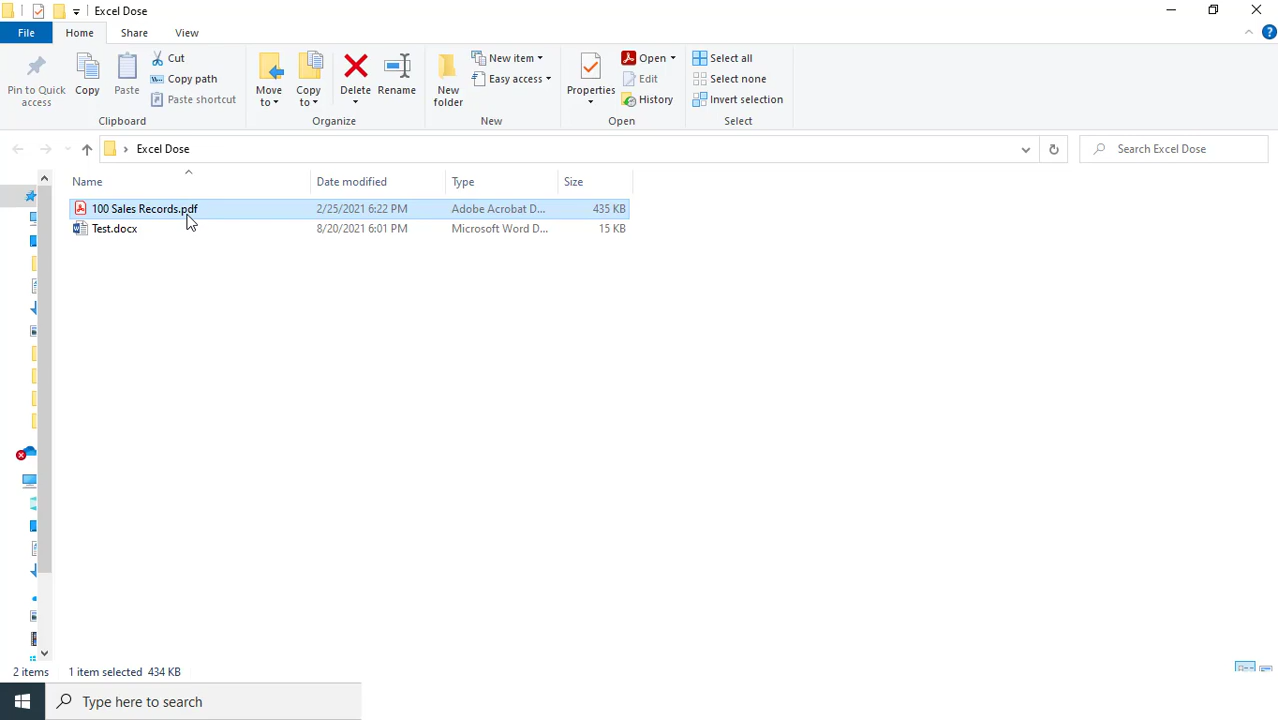 Excel Dose
File Home Share View
Pin to Quick access
Copy
Paste
Cut
Copy path
Paste shortcut
Clipboard
Move to
Copy to
Delete
Rename
Organize
New folder
New item
Easy access
New
Properties
Open
Edit
History
Open
Select all
Select none
Invert selection
Select
Excel Dose
Search Excel Dose
Name Date modified Type Size
100 Sales Records.pdf 2/25/2021 6:22 PM Adobe Acrobat D... 435 KB
Test.docx 8/20/2021 6:01 PM Microsoft Word D... 15 KB
2 items 1 item selected 434 KB
Type here to search